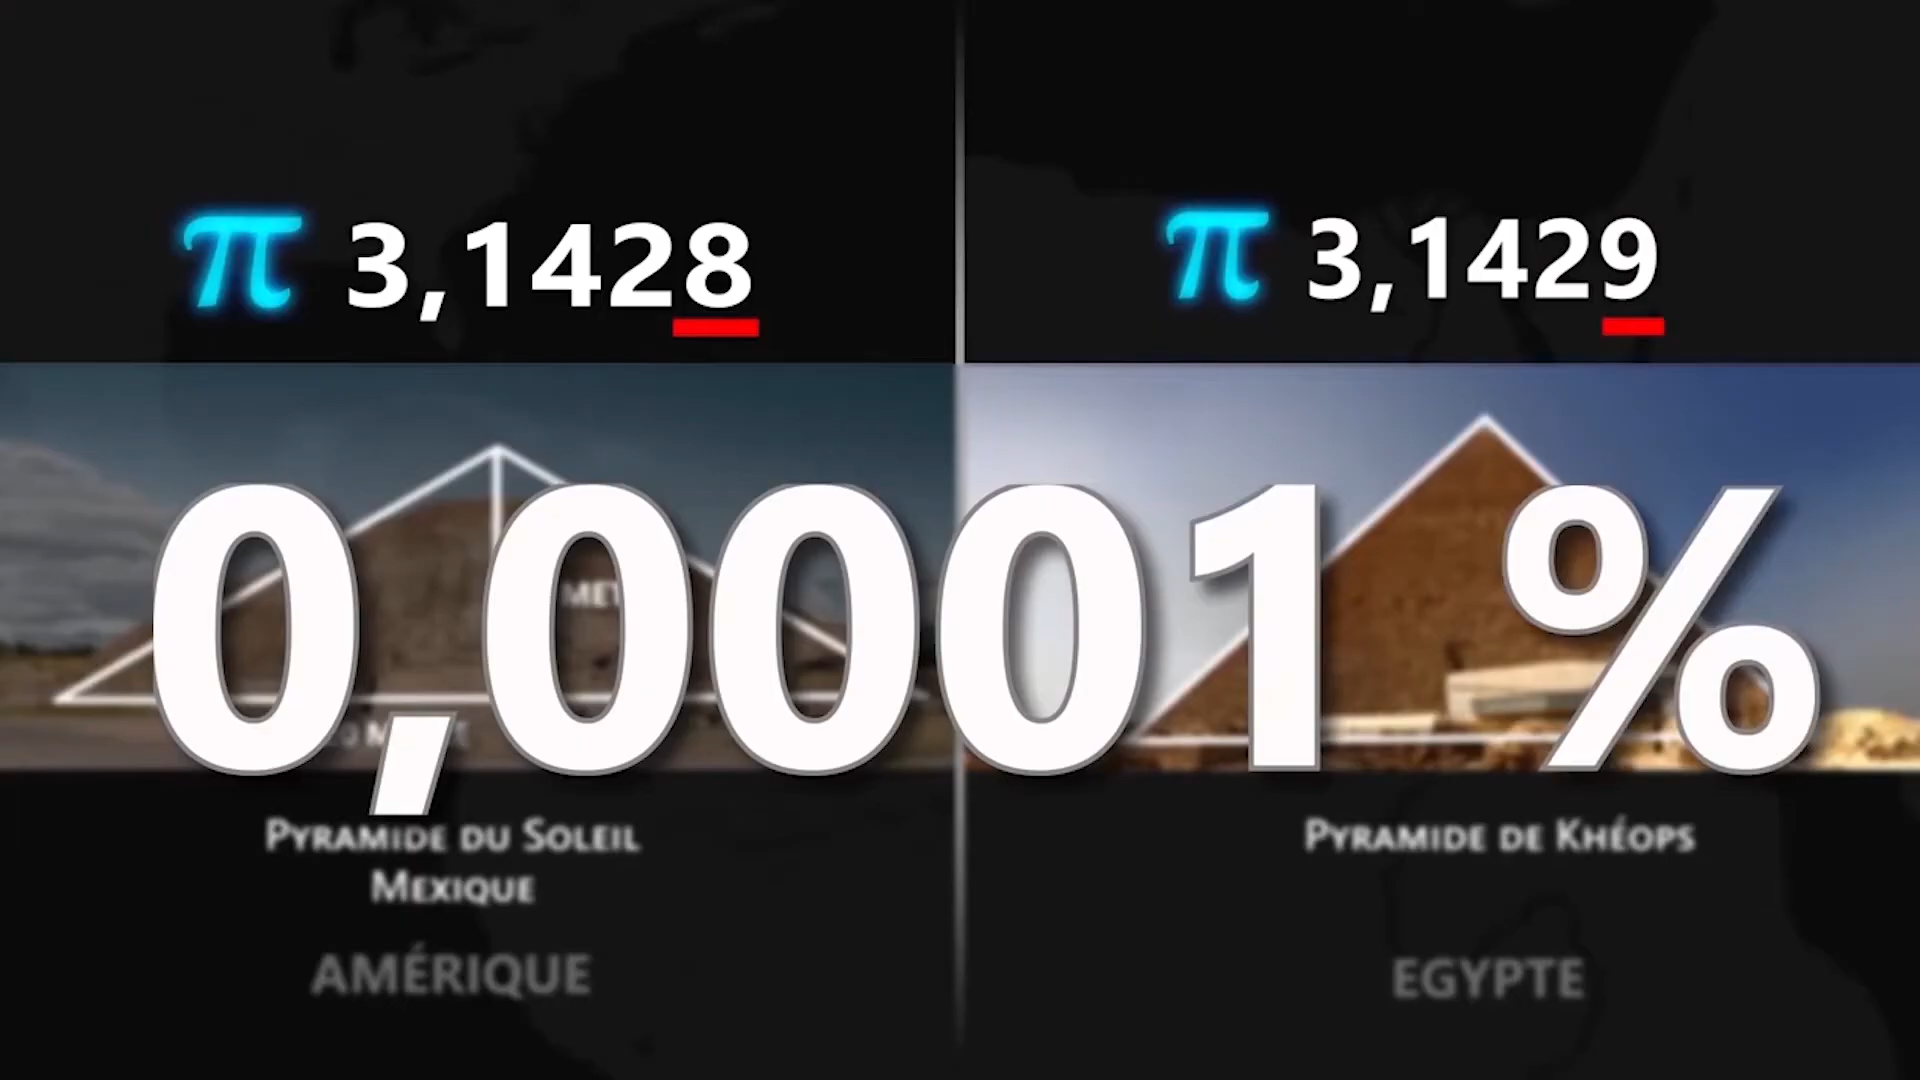 π 3,1428
π 3,1429
0,0001 %
PYRAMIDE DU SOLEIL
MEXIQUE
PYRAMIDE DE KHÉOPS
AMÉRIQUE
EGYPTE